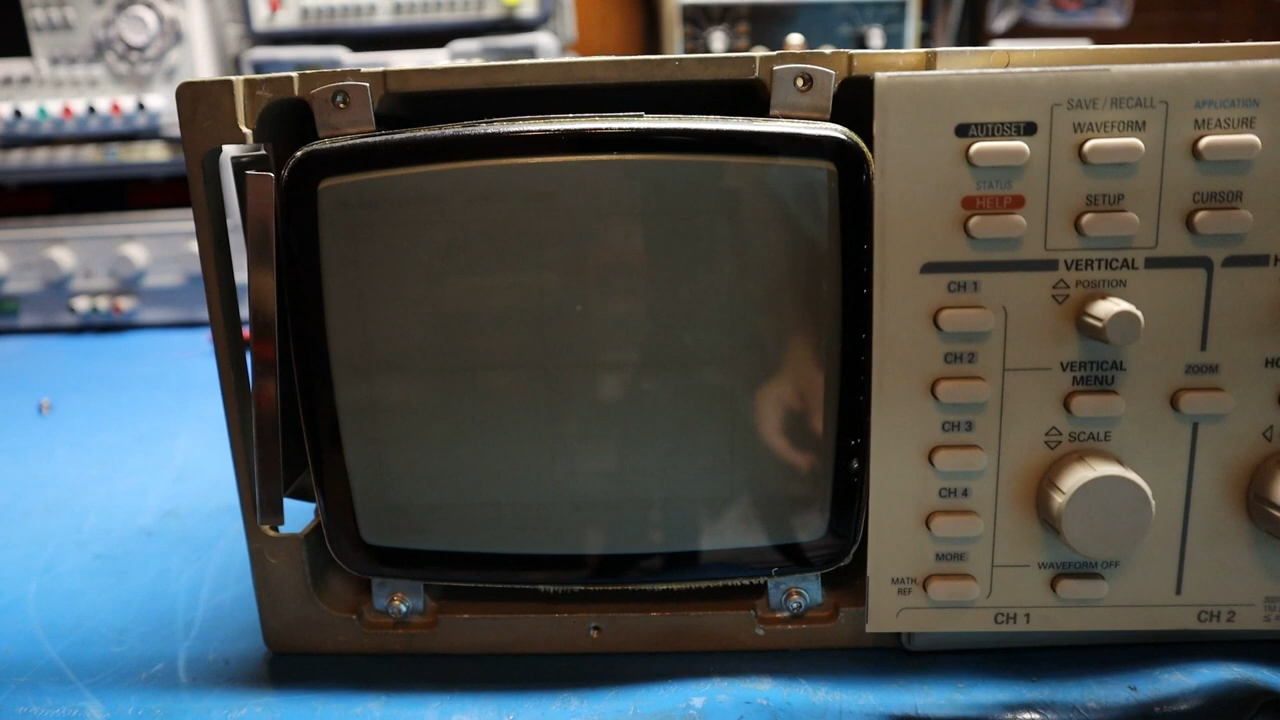 SAVE / RECALL
APPLICATION
AUTOSET
WAVEFORM
MEASURE
STATUS
HELP
SETUP
CURSOR
VERTICAL
H
CH 1
POSITION
CH 2
VERTICAL
MENU
ZOOM
HO
CH 3
SCALE
CH 4
MORE
WAVEFORM OFF
MATH
REF
CH 1
CH 2